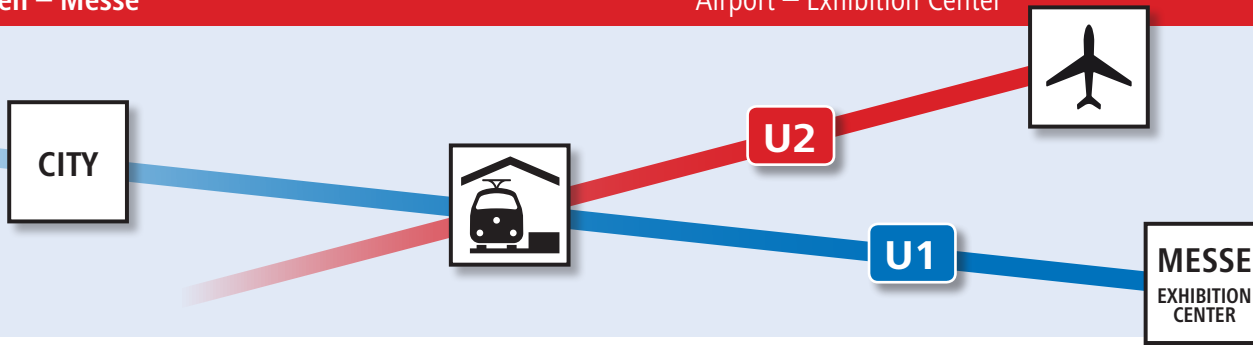 – Messe
Airport – Exhibition Center
CITY
U2
U1
MESSE
EXHIBITION
CENTER